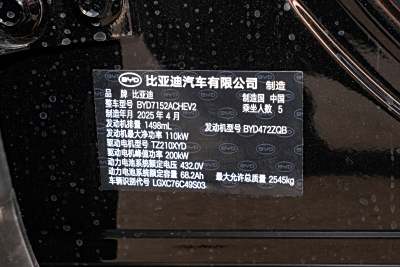 BYD 比亚迪汽车有限公司 制造
品 牌 比亚迪 制造国 中国
整车型号 BYD7152ACHEV2 乘坐人数 5
制造年月 2025 年 4 月
发动机排量 1498mL 发动机型号 BYD472ZQB
发动机最大净功率 110kW
驱动电机型号 TZ210XYD
驱动电机峰值功率 200kW
动力电池系统额定电压 432.0V
动力电池系统额定容量 68.2Ah 最大允许总质量 2545kg
车辆识别代号 LGXC76C49S03